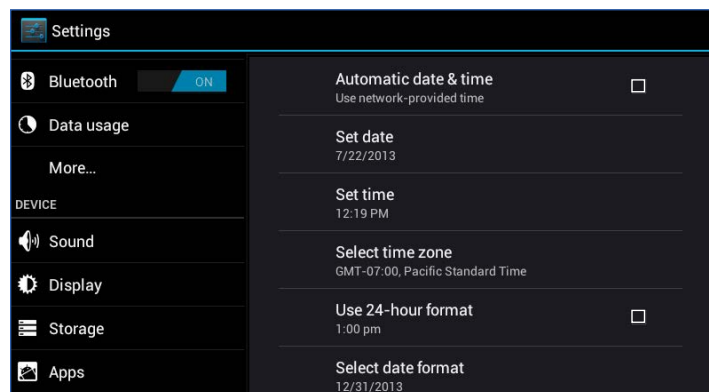 Settings
Bluetooth
ON
Data usage
More...
DEVICE
Sound
Display
Storage
Apps
Automatic date & time
Use network-provided time
Set date
7/22/2013
Set time
12:19 PM
Select time zone
GMT-07:00, Pacific Standard Time
Use 24-hour format
1:00 pm
Select date format
12/31/2013